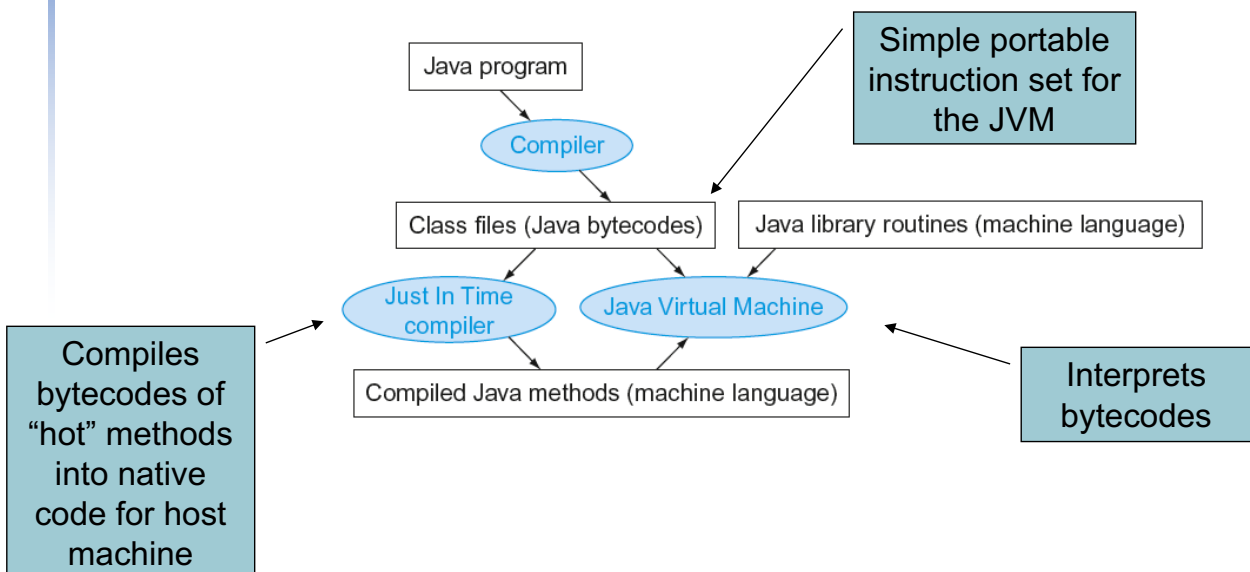 Java program
Compiler
Simple portable
instruction set for
the JVM
Class files (Java bytecodes)
Java library routines (machine language)
Just In Time
compiler
Java Virtual Machine
Compiled Java methods (machine language)
Compiles
bytecodes of
“hot” methods
into native
code for host
machine
Interprets
bytecodes